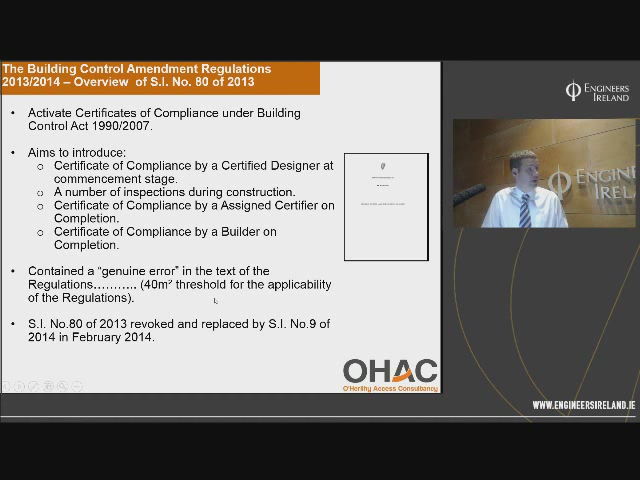 The Building Control Amendment Regulations
2013/2014 – Overview of S.I. No. 80 of 2013
• Activate Certificates of Compliance under Building
Control Act 1990/2007.
• Aims to introduce:
o Certificate of Compliance by a Certified Designer at
commencement stage.
o A number of inspections during construction.
o Certificate of Compliance by a Assigned Certifier on
Completion.
o Certificate of Compliance by a Builder on
Completion.
• Contained a “genuine error” in the text of the
Regulations……….. (40m² threshold for the applicability
of the Regulations).
• S.I. No.80 of 2013 revoked and replaced by S.I. No.9 of
2014 in February 2014.
OHAC
O'Herlihy Access Consultancy
ENGINEERS
IRELAND
ENGINE
IREL
WWW.ENGINEERSIRELAND.IE